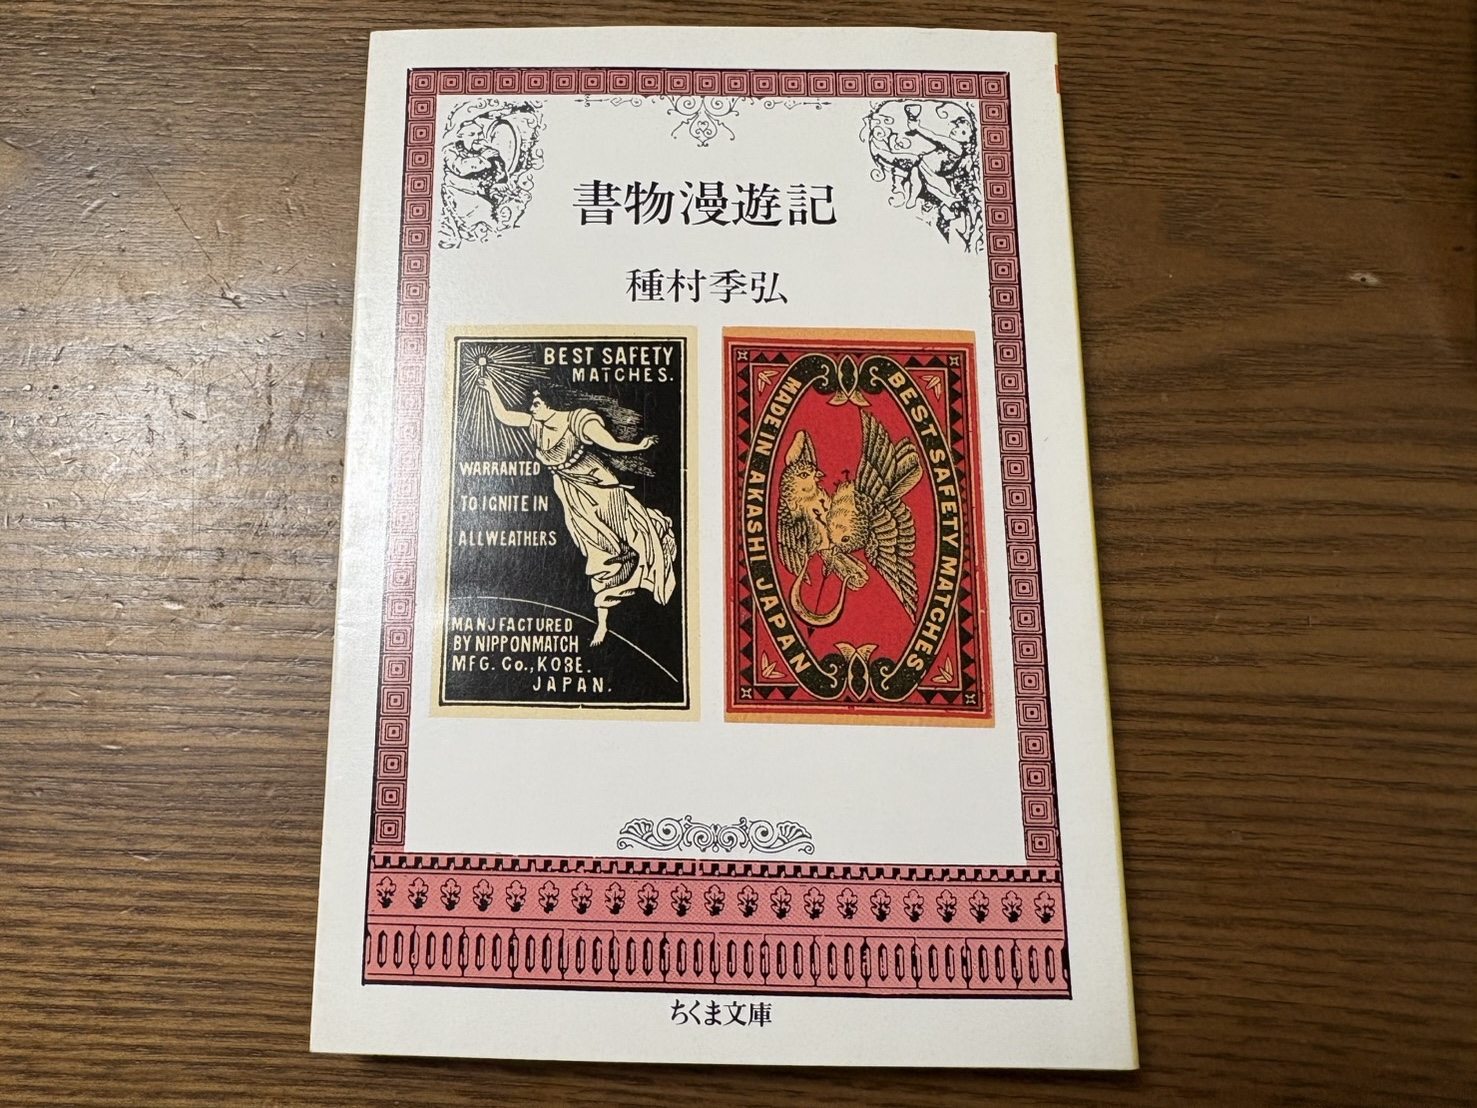 書物漫遊記
種村季弘
BEST SAFETY
MATCHES.
WARRANTED
TO IGNITE IN
ALL WEATHERS
MANJFACTURED
BY NIPPONMATCH
MFG. Co., KOBE.
JAPAN.
MADE IN AKASHI JAPAN
BEST SAFETY MATCHES
ちくま文庫